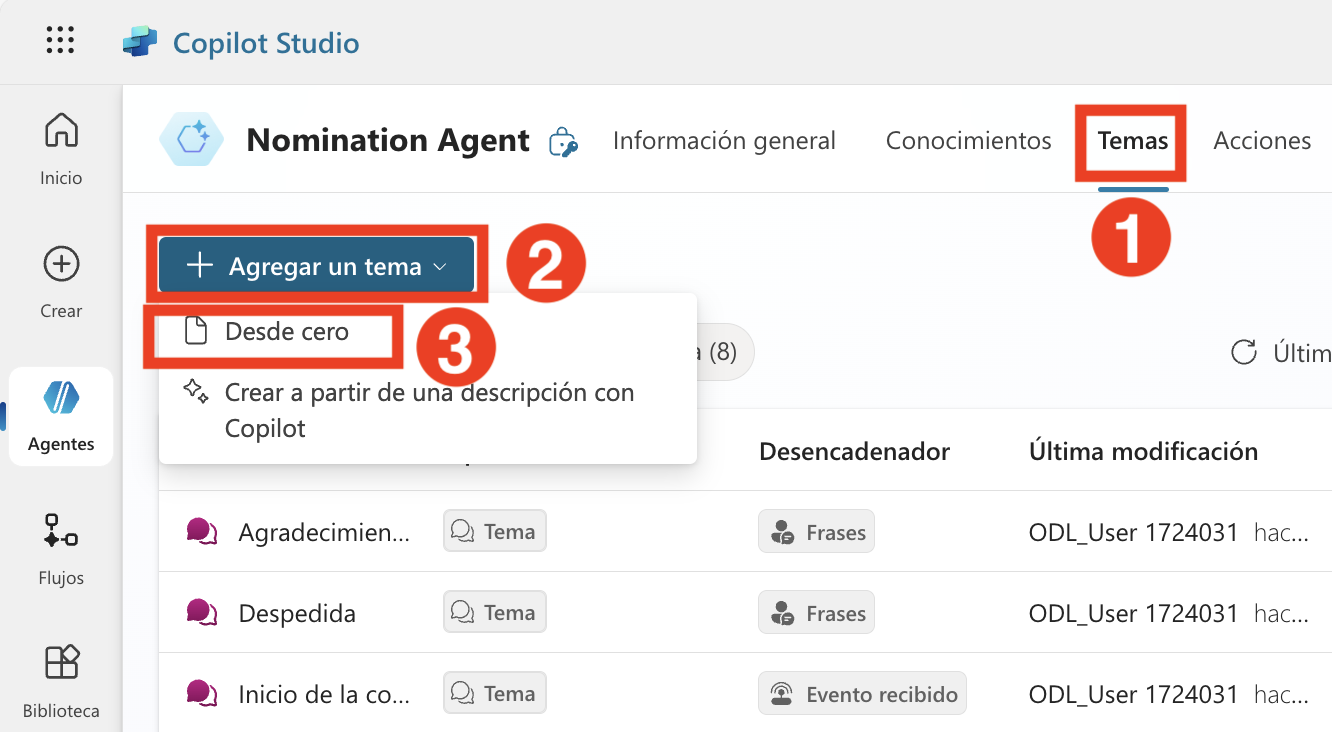 Copilot Studio
Inicio
Crear
Agentes
Flujos
Biblioteca
Nomination Agent
Información general
Conocimientos
Temas
Acciones
1
Agregar un tema
2
Desde cero
3
Crear a partir de una descripción con
Copilot
(8)
Desencadenador
Última modificación
Agradecimien...
Tema
Frases
ODL_User 1724031 hac...
Despedida
Tema
Frases
ODL_User 1724031 hac...
Inicio de la co...
Tema
Evento recibido
ODL_User 1724031 hac...